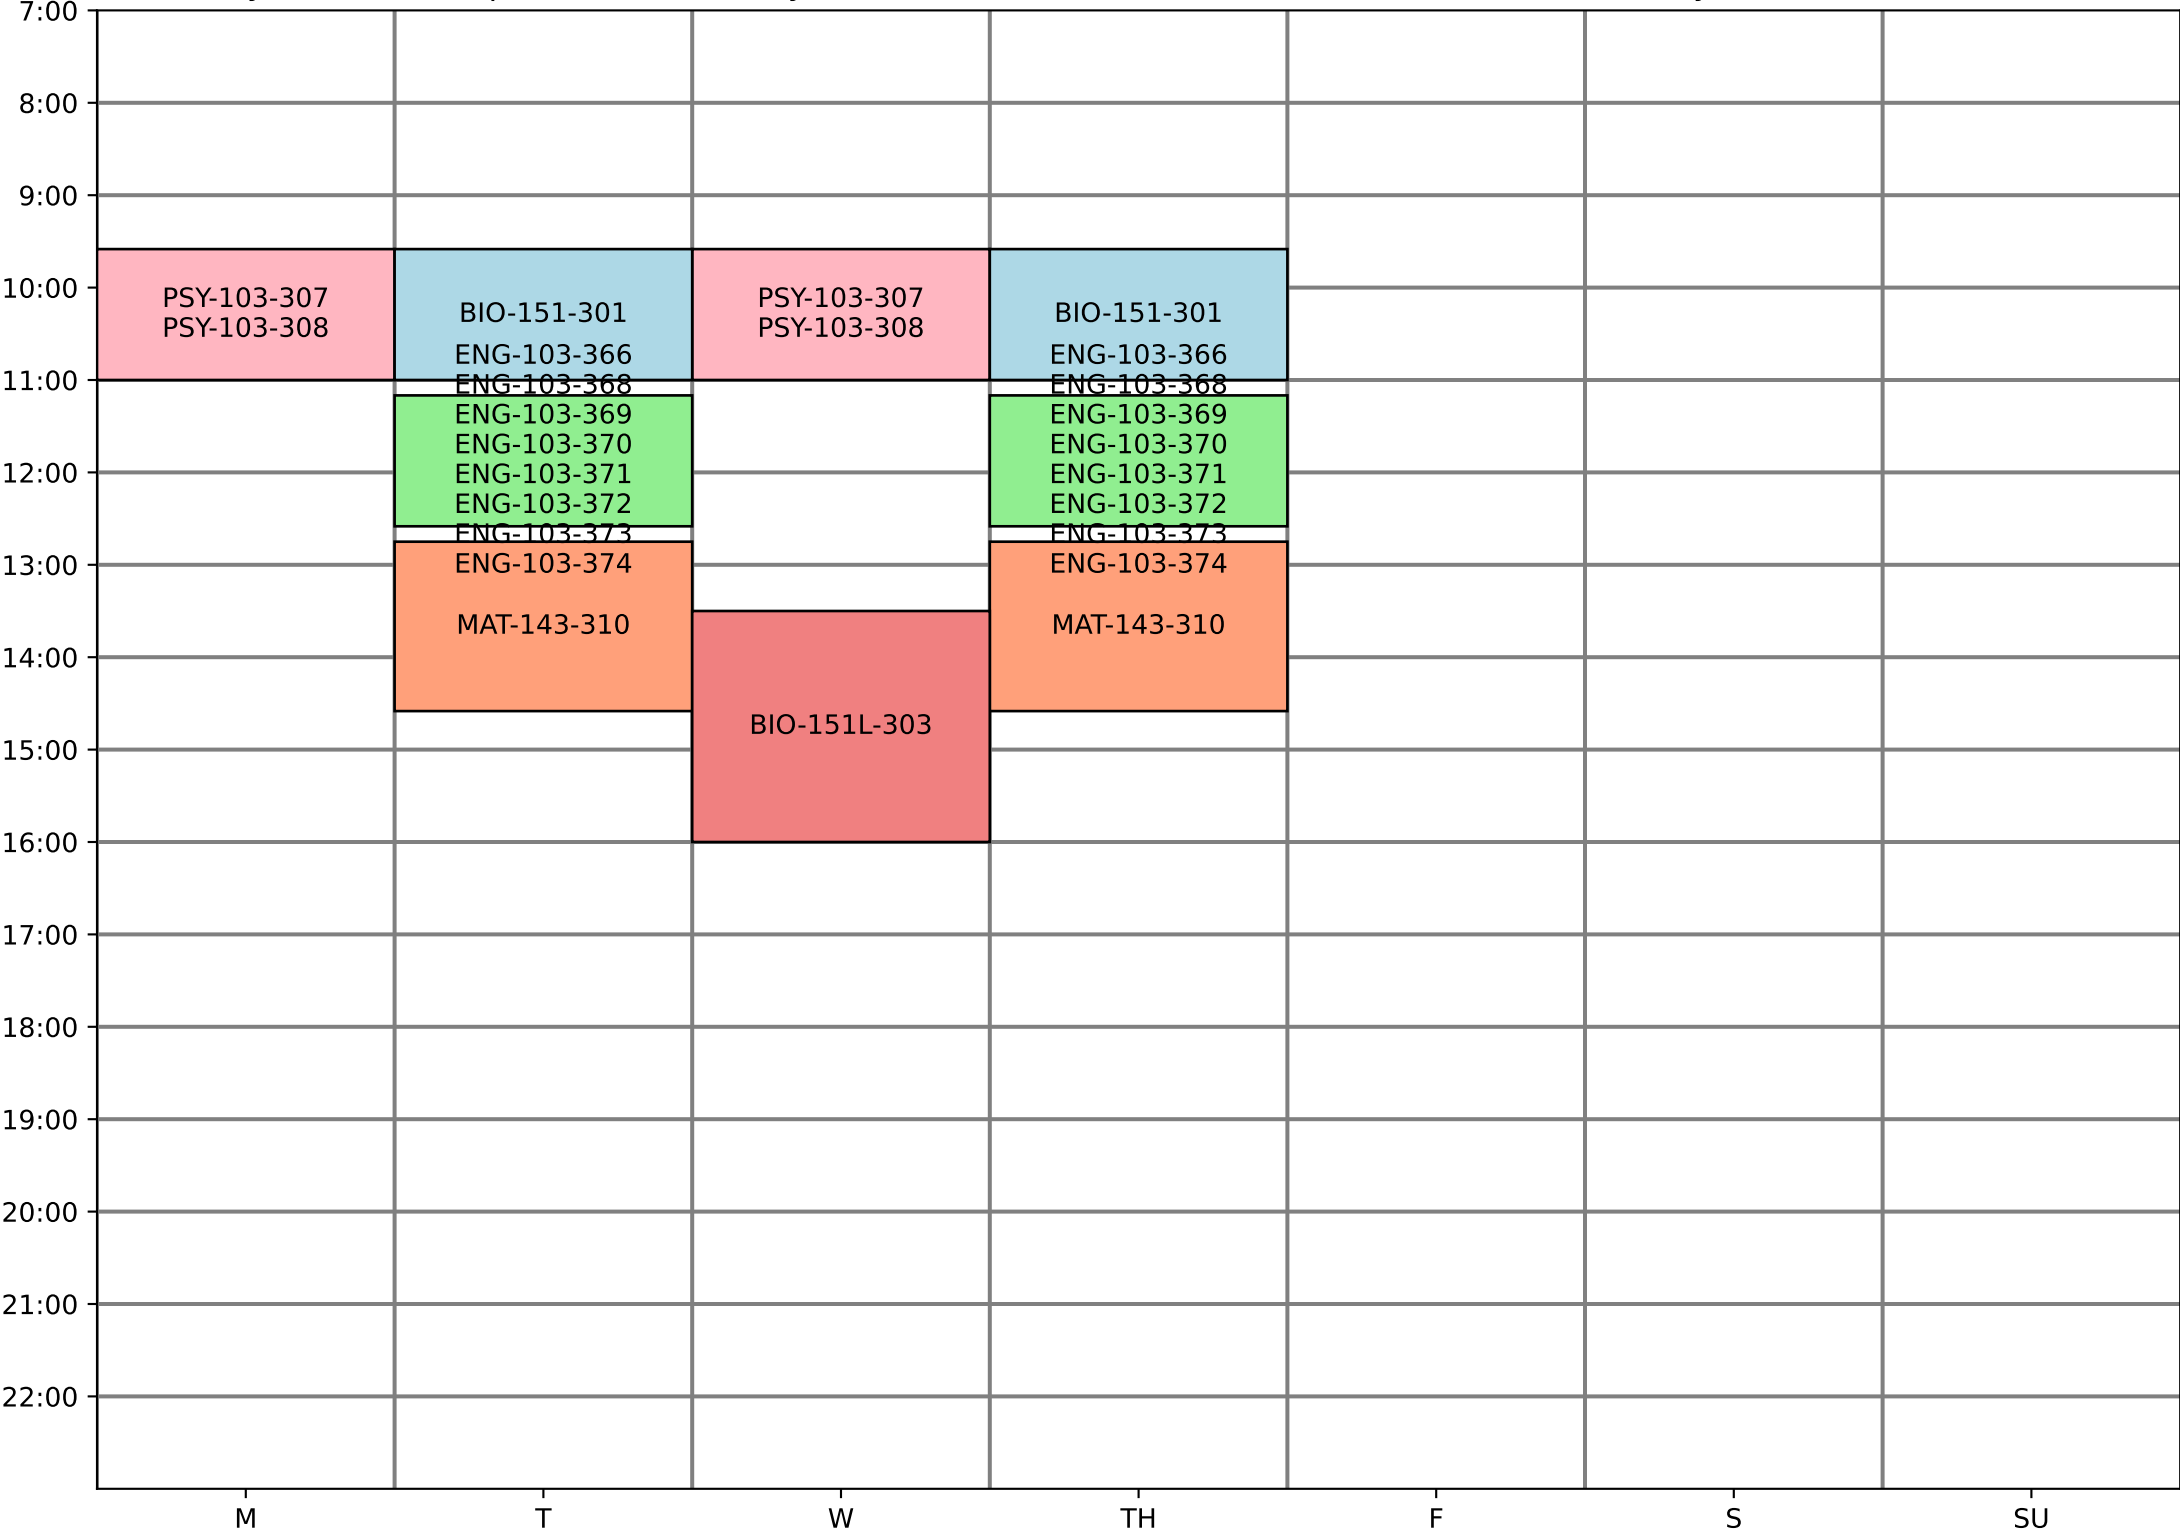 7:00
8:00
9:00
10:00
11:00
12:00
13:00
14:00
15:00
16:00
17:00
18:00
19:00
20:00
21:00
22:00
PSY-103-307
PSY-103-308
BIO-151-301
ENG-103-366
ENG-103-368
ENG-103-369
ENG-103-370
ENG-103-371
ENG-103-372
ENG-103-373
ENG-103-374
MAT-143-310
PSY-103-307
PSY-103-308
BIO-151L-303
BIO-151-301
ENG-103-366
ENG-103-368
ENG-103-369
ENG-103-370
ENG-103-371
ENG-103-372
ENG-103-373
ENG-103-374
MAT-143-310
M T W TH F S SU